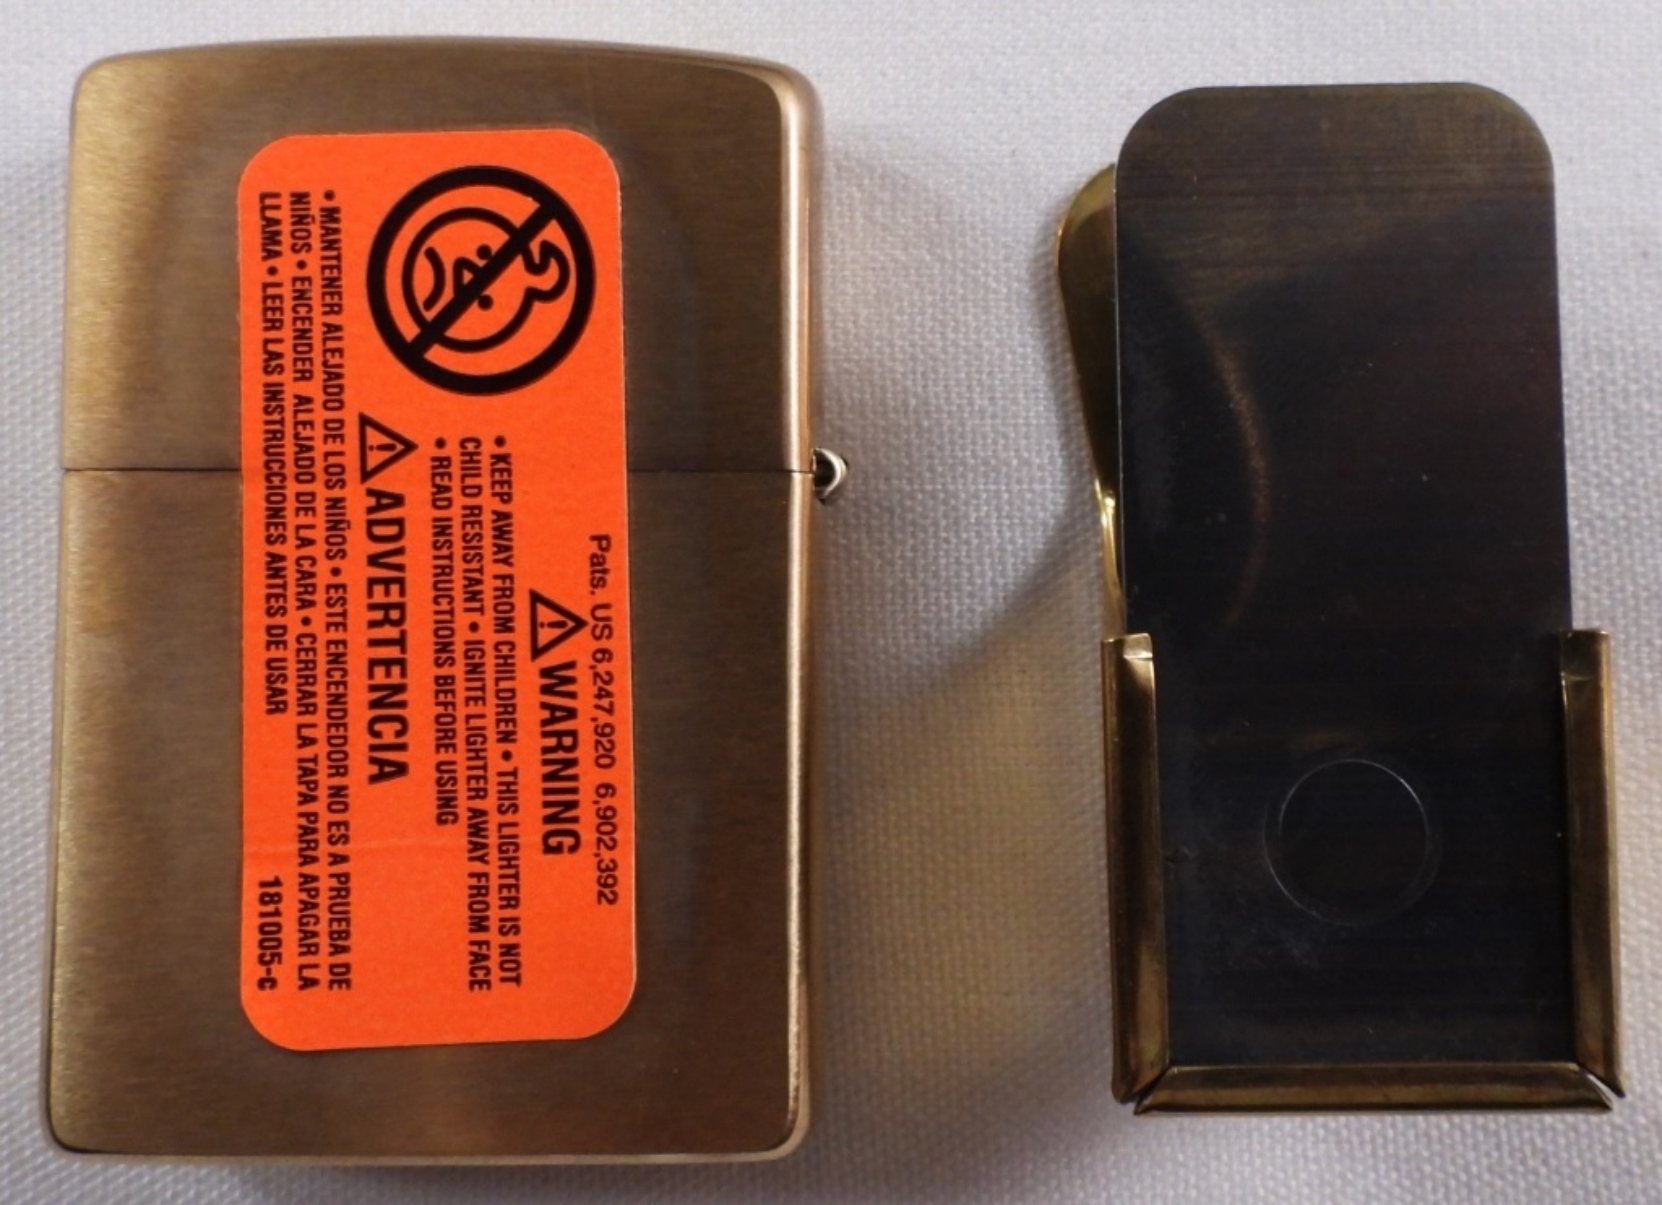 Pats. US 6,247,920 6,902,392
⚠WARNING
• KEEP AWAY FROM CHILDREN • THIS LIGHTER IS NOT
CHILD RESISTANT • IGNITE LIGHTER AWAY FROM FACE
• READ INSTRUCTIONS BEFORE USING
⚠ADVERTENCIA
• MANTENER ALEJADO DE LOS NIÑOS • ESTE ENCENDEDOR NO ES A PRUEBA DE
NIÑOS • ENCENDER ALEJADO DE LA CARA • CERRAR LA TAPA PARA APAGAR LA
LLAMA • LEER LAS INSTRUCCIONES ANTES DE USAR 181005-c